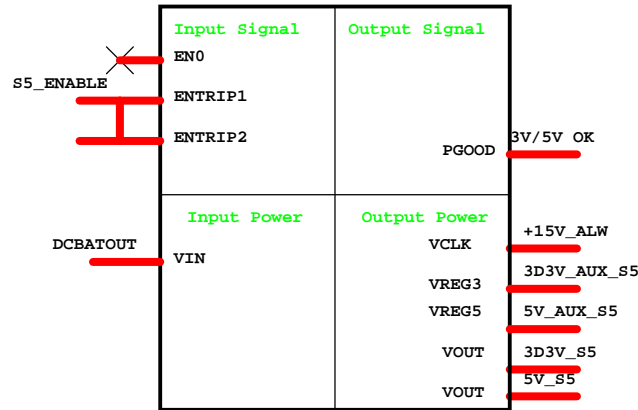 Input Signal Output Signal
EN0
S5_ENABLE
ENTRIP1
ENTRIP2
3V/5V OK
PGOOD
Input Power Output Power
DCBATOUT
VIN
+15V_ALW
VCLK
3D3V_AUX_S5
VREG3
5V_AUX_S5
VREG5
3D3V_S5
VOUT
5V_S5
VOUT